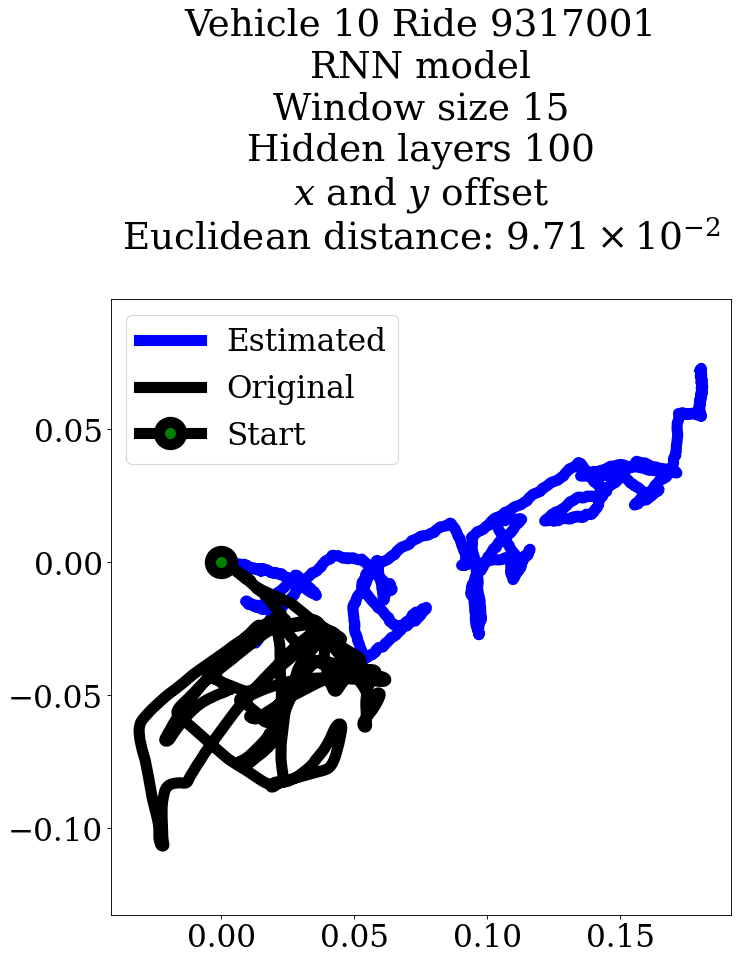 Vehicle 10 Ride 9317001
RNN model
Window size 15
Hidden layers 100
x and y offset
Euclidean distance: 9.71 × 10⁻²
Estimated
Original
Start
0.05
0.00
−0.05
−0.10
0.00 0.05 0.10 0.15